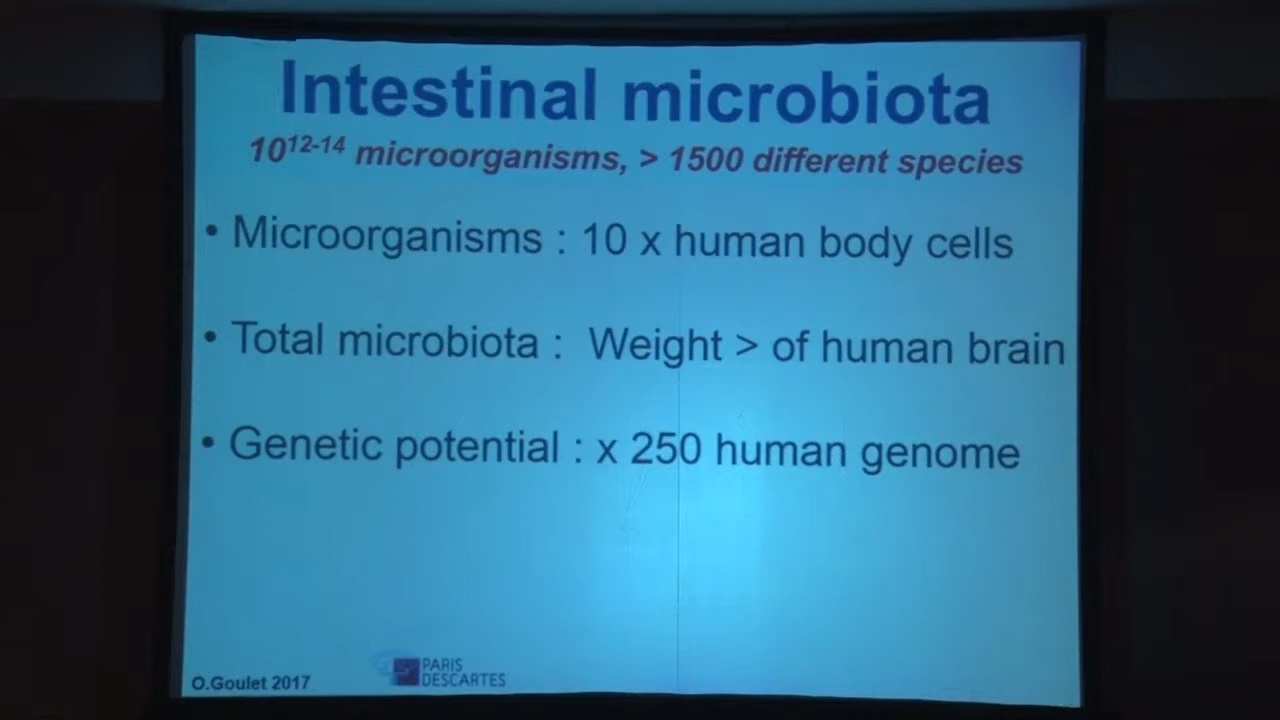 Intestinal microbiota
10¹²⁻¹⁴ microorganisms, > 1500 different species
• Microorganisms : 10 x human body cells
• Total microbiota : Weight > of human brain
• Genetic potential : x 250 human genome
O.Goulet 2017
PARIS
DESCARTES